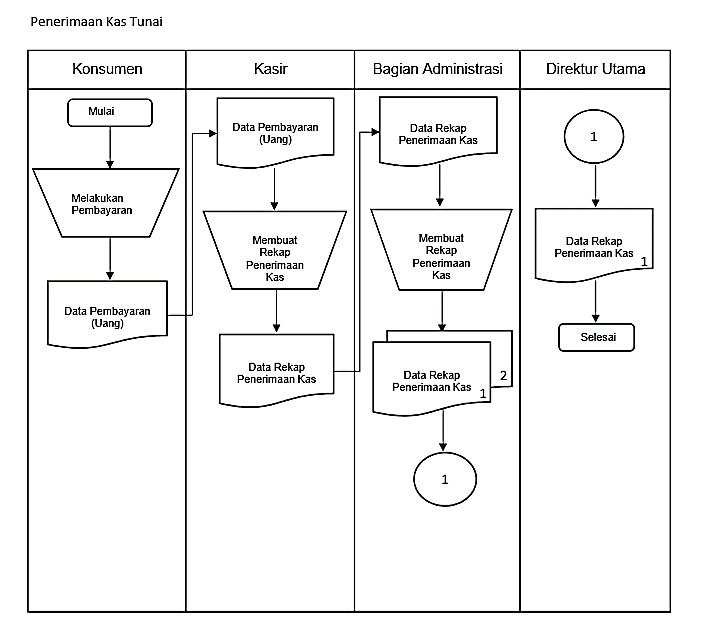 Penerimaan Kas Tunai
Konsumen
Kasir
Bagian Administrasi
Direktur Utama
Mulai
Melakukan
Pembayaran
Data Pembayaran
(Uang)
Data Pembayaran
(Uang)
Membuat
Rekap
Penerimaan
Kas
Data Rekap
Penerimaan Kas
Data Rekap
Penerimaan Kas
Membuat
Rekap
Penerimaan
Kas
Data Rekap
Penerimaan Kas
1
2
1
1
Data Rekap
Penerimaan Kas
1
Selesai